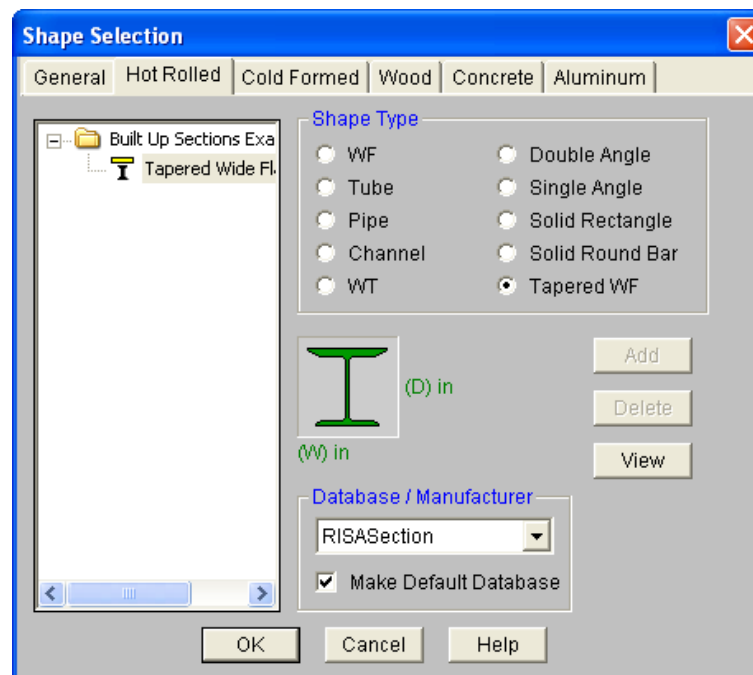 Shape Selection
General Hot Rolled Cold Formed Wood Concrete Aluminum
Built Up Sections Exa
Tapered Wide Fl
Shape Type
WF
Tube
Pipe
Channel
WT
Double Angle
Single Angle
Solid Rectangle
Solid Round Bar
Tapered WF
(D) in
(W) in
Add
Delete
View
Database / Manufacturer
RISASection
Make Default Database
OK Cancel Help